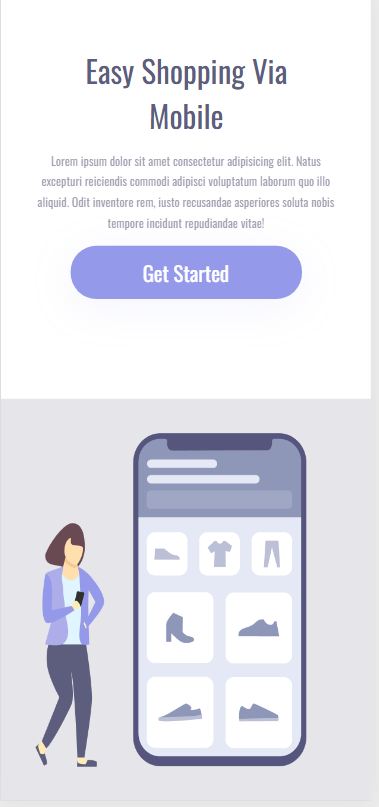 Easy Shopping Via
Mobile
Lorem ipsum dolor sit amet consectetur adipisicing elit. Natus
excepturi reiciendis commodi adipisci voluptatum laborum quo illo
aliquid. Odit inventore rem, iusto recusandae asperiores soluta nobis
tempore incidunt repudiandae vitae!
Get Started